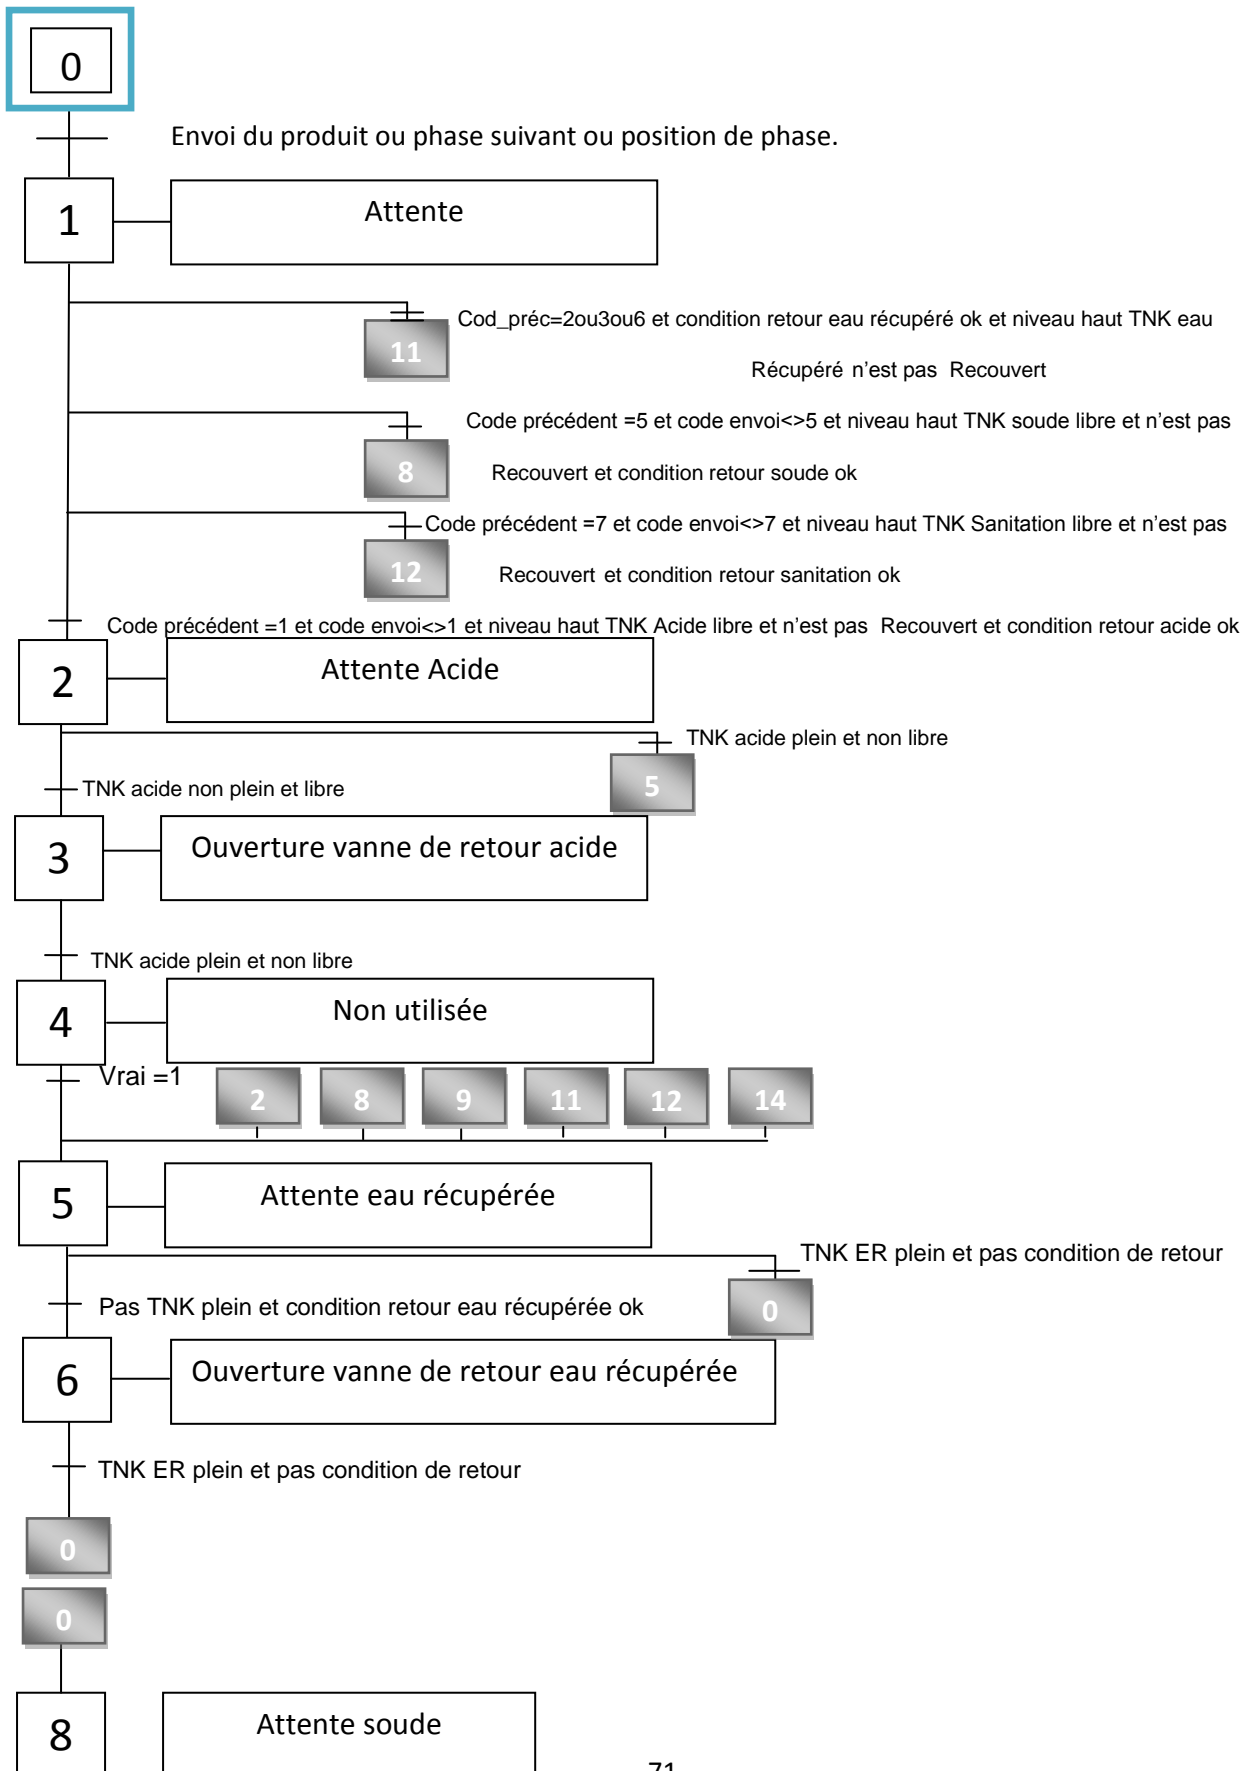 0
Envoi du produit ou phase suivant ou position de phase.
1
Attente
Cod_préc=2ou3ou6 et condition retour eau récupéré ok et niveau haut TNK eau
11
Récupéré n'est pas Recouvert
Code précédent =5 et code envoi<>5 et niveau haut TNK soude libre et n'est pas
8
Recouvert et condition retour soude ok
Code précédent =7 et code envoi<>7 et niveau haut TNK Sanitation libre et n'est pas
12
Recouvert et condition retour sanitation ok
Code précédent =1 et code envoi<>1 et niveau haut TNK Acide libre et n'est pas Recouvert et condition retour acide ok
2
Attente Acide
TNK acide plein et non libre
5
TNK acide non plein et libre
3
Ouverture vanne de retour acide
TNK acide plein et non libre
4
Non utilisée
Vrai =1
2 8 9 11 12 14
5
Attente eau récupérée
TNK ER plein et pas condition de retour
0
Pas TNK plein et condition retour eau récupérée ok
6
Ouverture vanne de retour eau récupérée
TNK ER plein et pas condition de retour
0
0
8
Attente soude
71